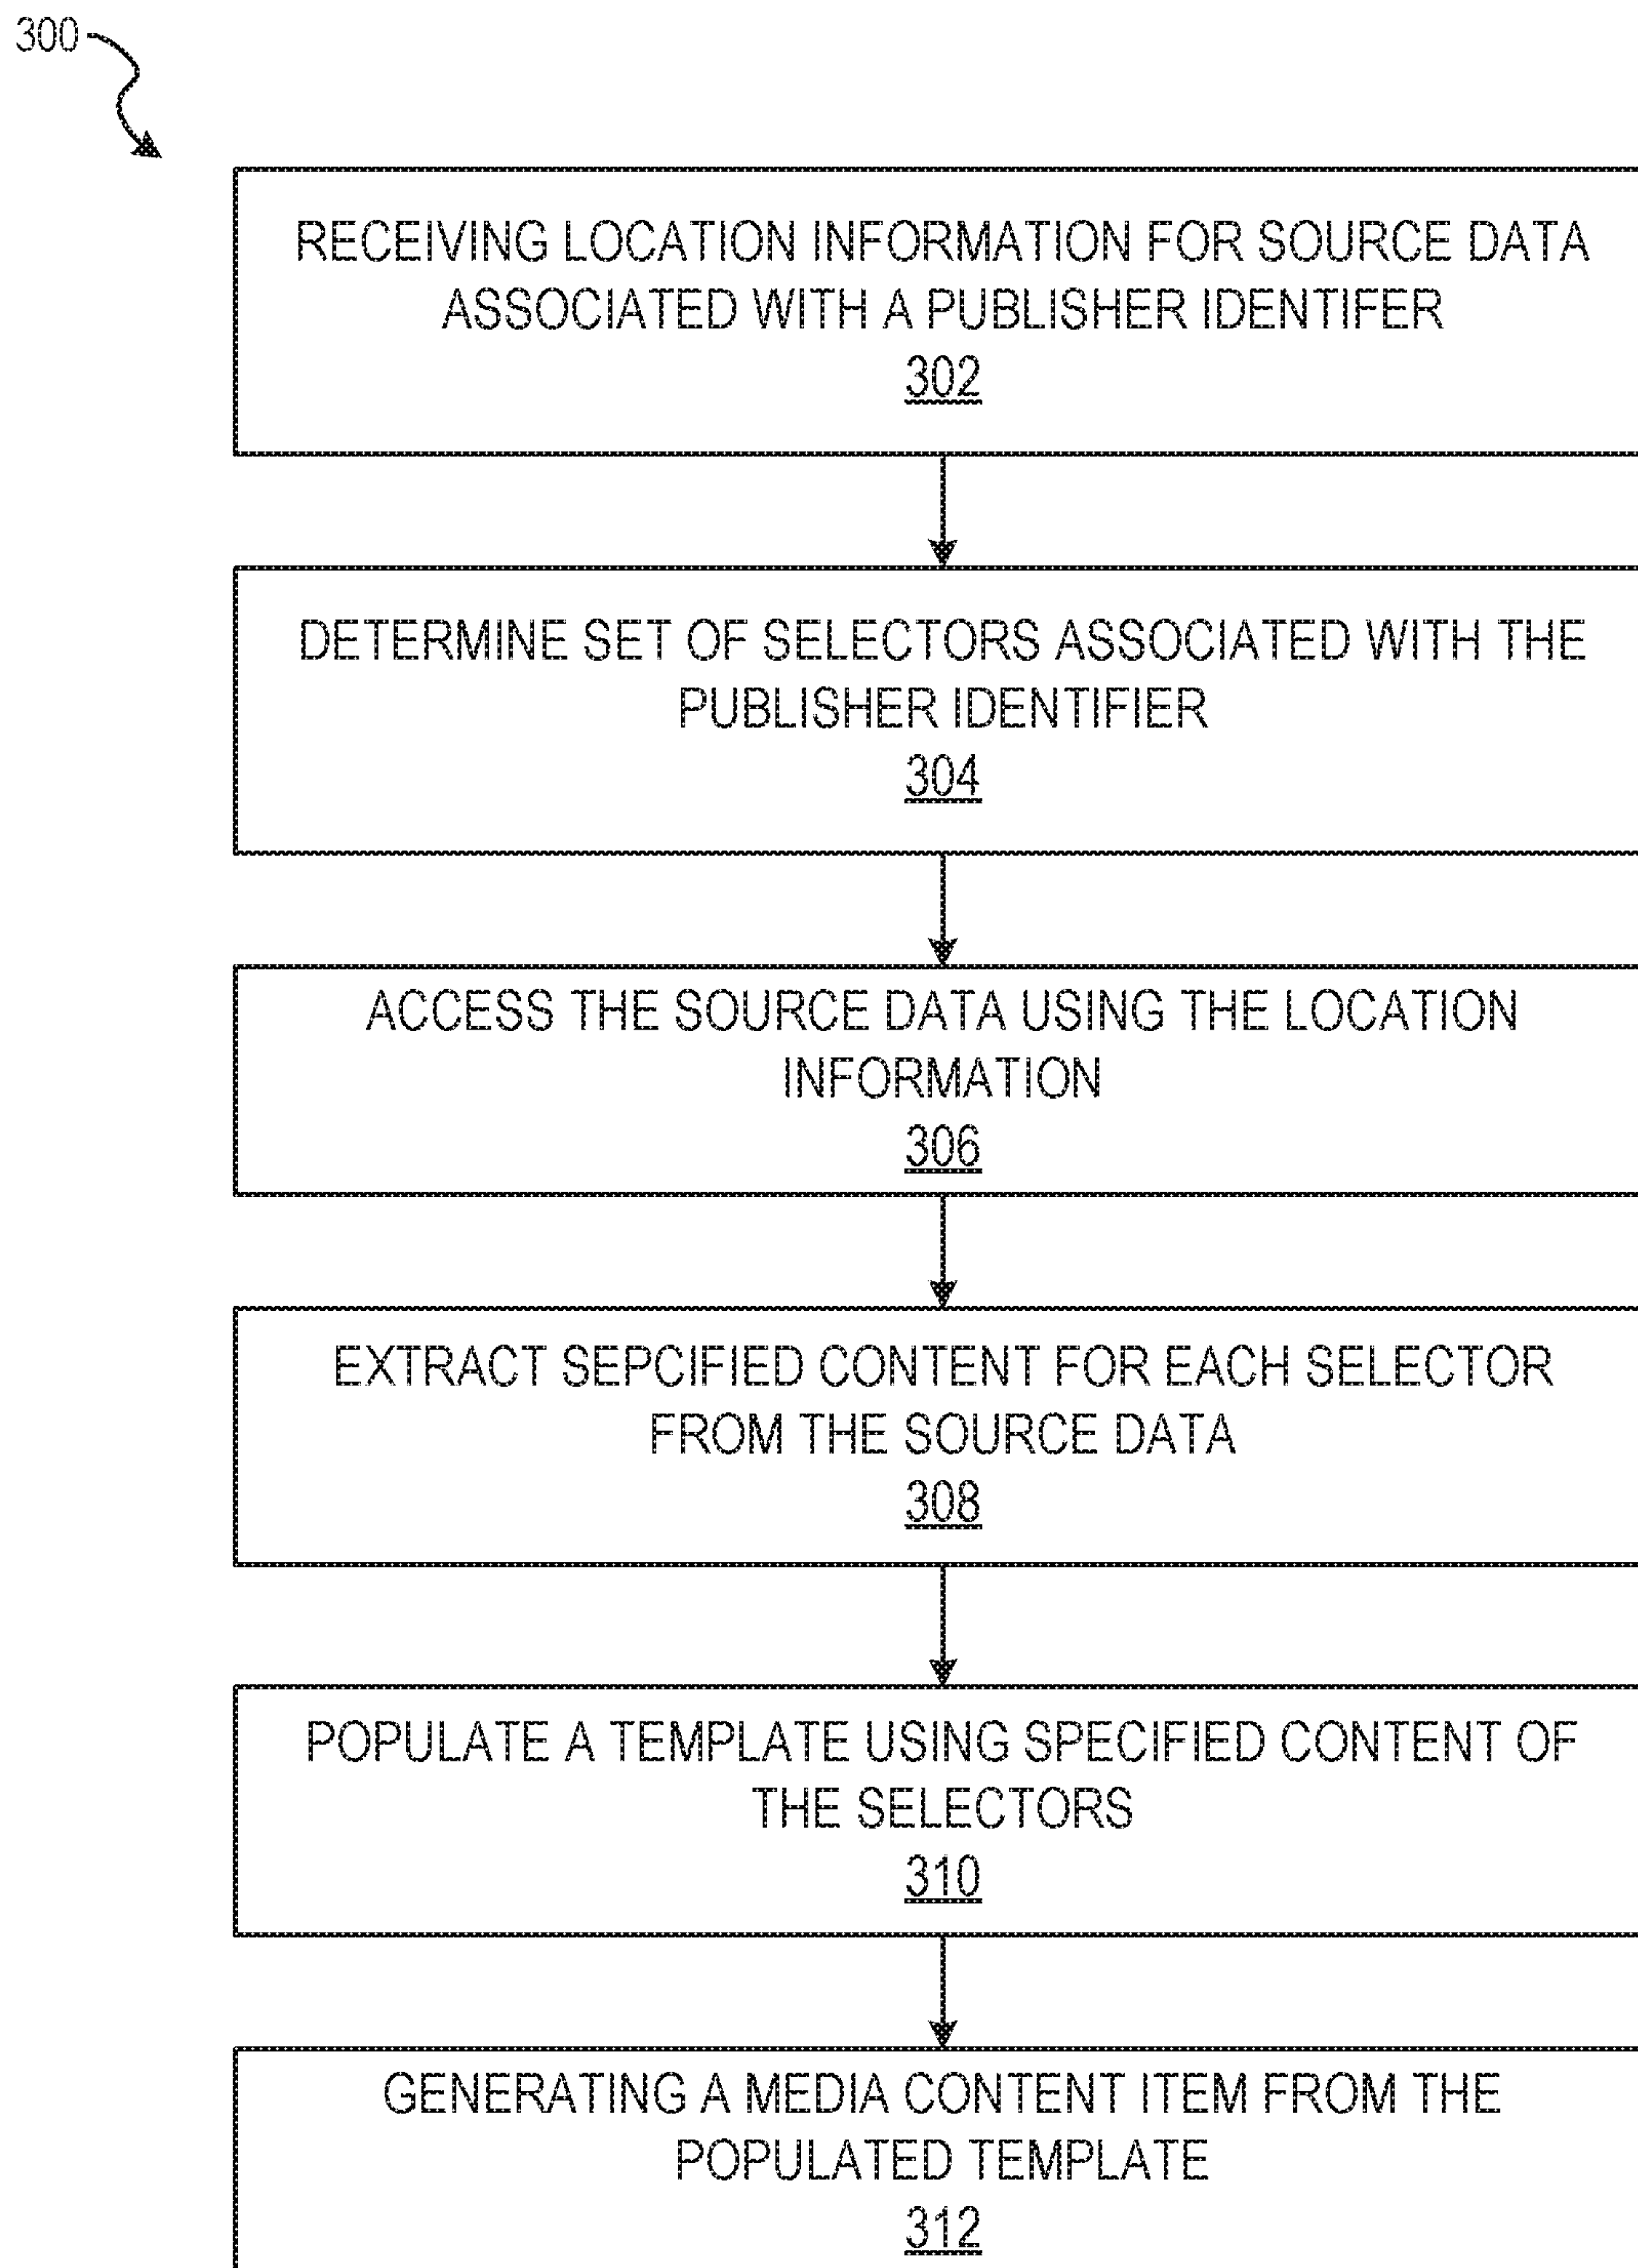 300
RECEIVING LOCATION INFORMATION FOR SOURCE DATA
ASSOCIATED WITH A PUBLISHER IDENTIFER
302
DETERMINE SET OF SELECTORS ASSOCIATED WITH THE
PUBLISHER IDENTIFIER
304
ACCESS THE SOURCE DATA USING THE LOCATION
INFORMATION
306
EXTRACT SEPCIFIED CONTENT FOR EACH SELECTOR
FROM THE SOURCE DATA
308
POPULATE A TEMPLATE USING SPECIFIED CONTENT OF
THE SELECTORS
310
GENERATING A MEDIA CONTENT ITEM FROM THE
POPULATED TEMPLATE
312